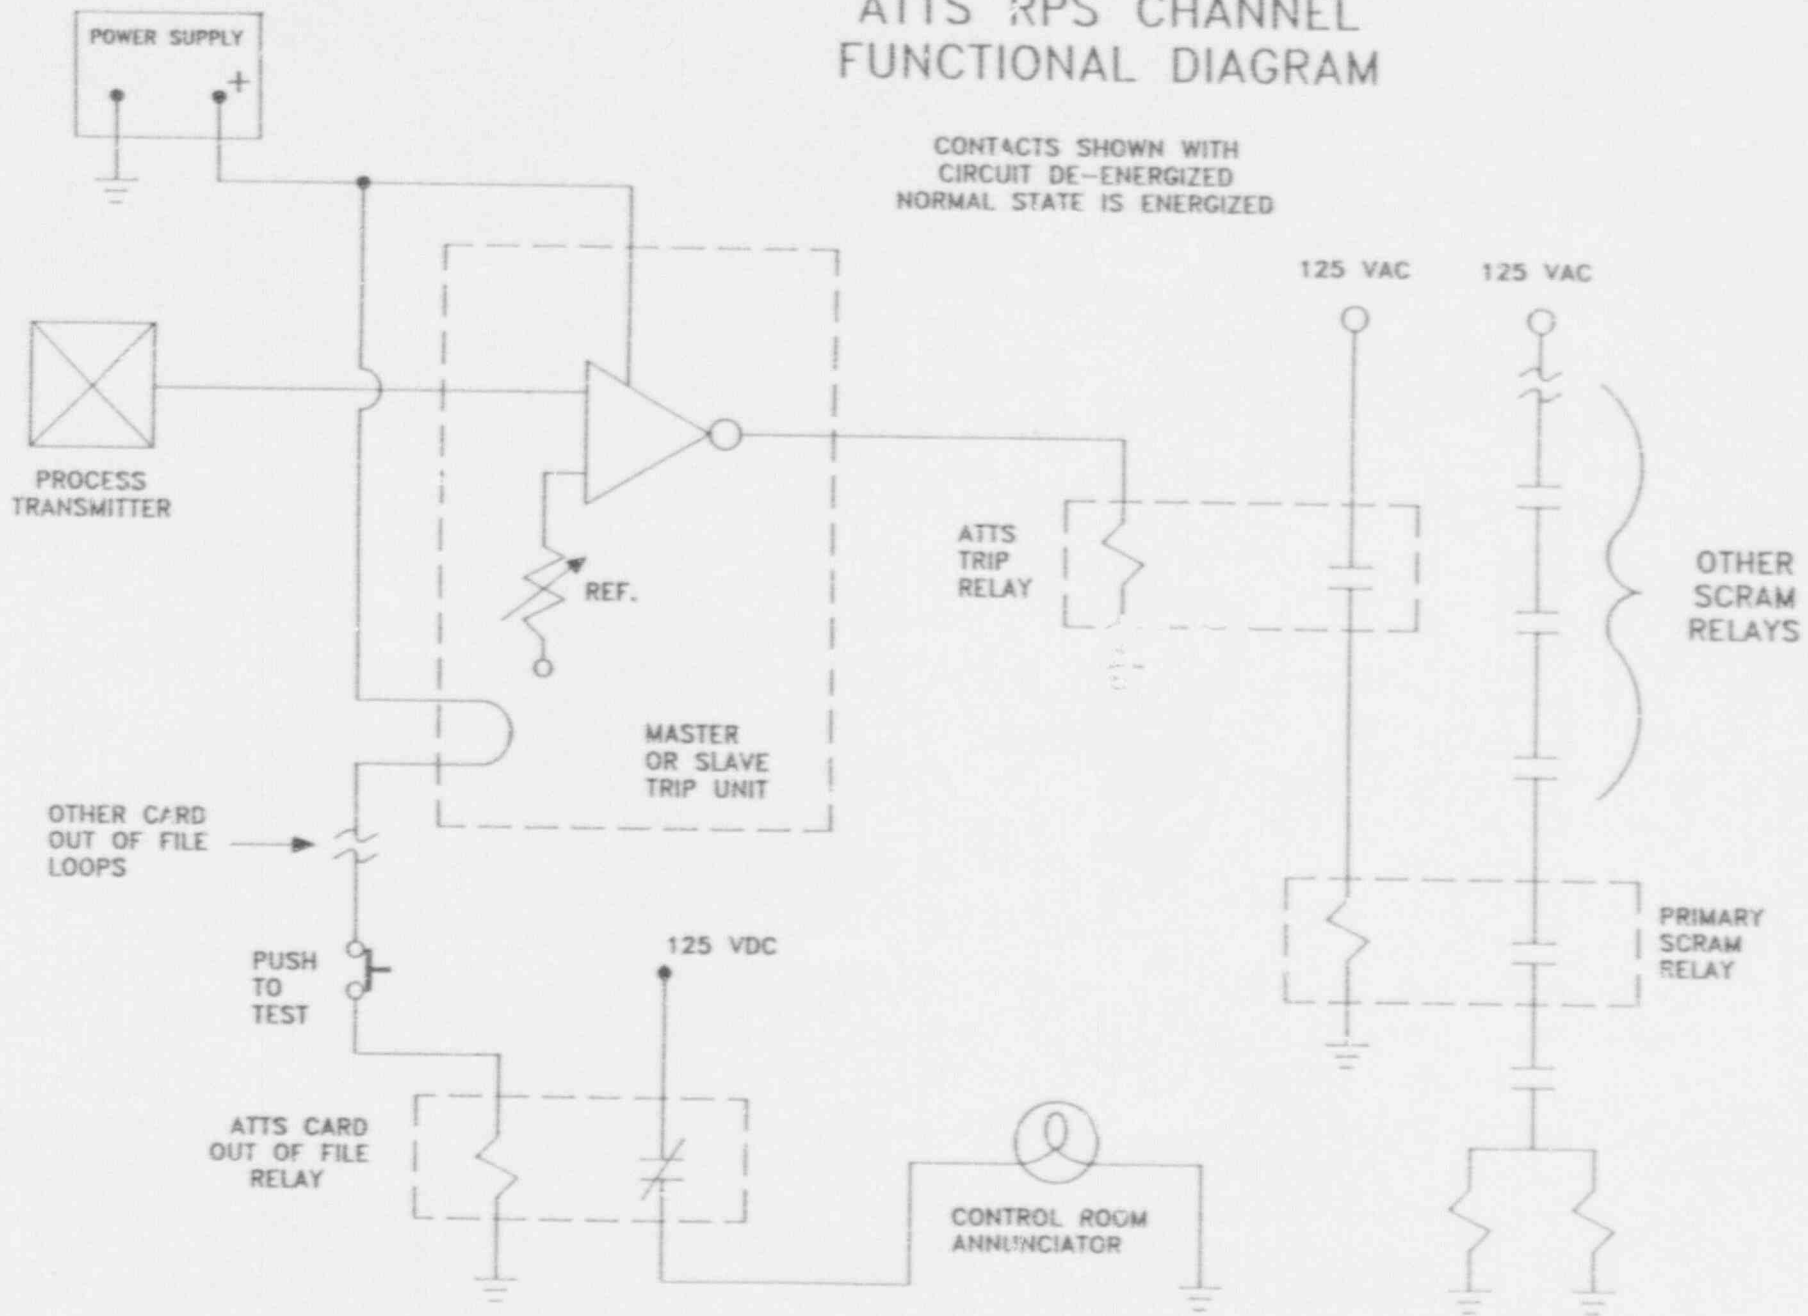 ATTS RPS CHANNEL
FUNCTIONAL DIAGRAM
CONTACTS SHOWN WITH
CIRCUIT DE-ENERGIZED
NORMAL STATE IS ENERGIZED
POWER SUPPLY
+
125 VAC
125 VAC
PROCESS
TRANSMITTER
REF.
ATTS
TRIP
RELAY
OTHER
SCRAM
RELAYS
MASTER
OR SLAVE
TRIP UNIT
OTHER CARD
OUT OF FILE
LOOPS
PUSH
TO
TEST
125 VDC
PRIMARY
SCRAM
RELAY
ATTS CARD
OUT OF FILE
RELAY
CONTROL ROOM
ANNUNCIATOR